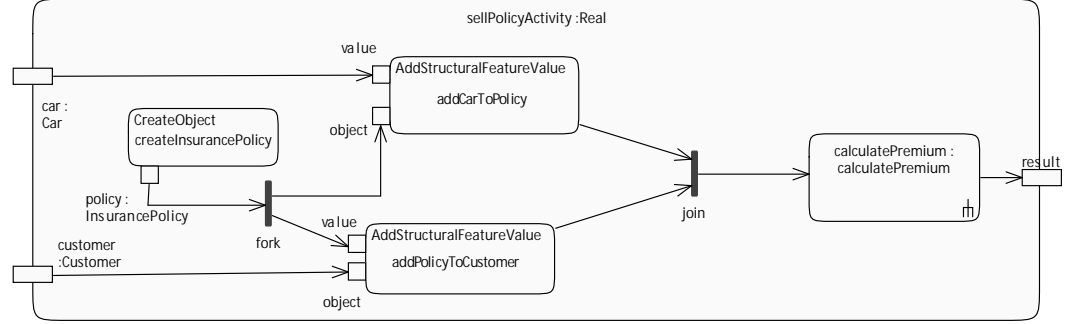 sellPolicyActivity :Real
value
AddStructuralFeatureValue
addCarToPolicy
object
car :
Car
CreateObject
createInsurancePolicy
policy :
InsurancePolicy
fork
customer
:Customer
value
AddStructuralFeatureValue
addPolicyToCustomer
object
join
calculatePremium :
calculatePremium
result